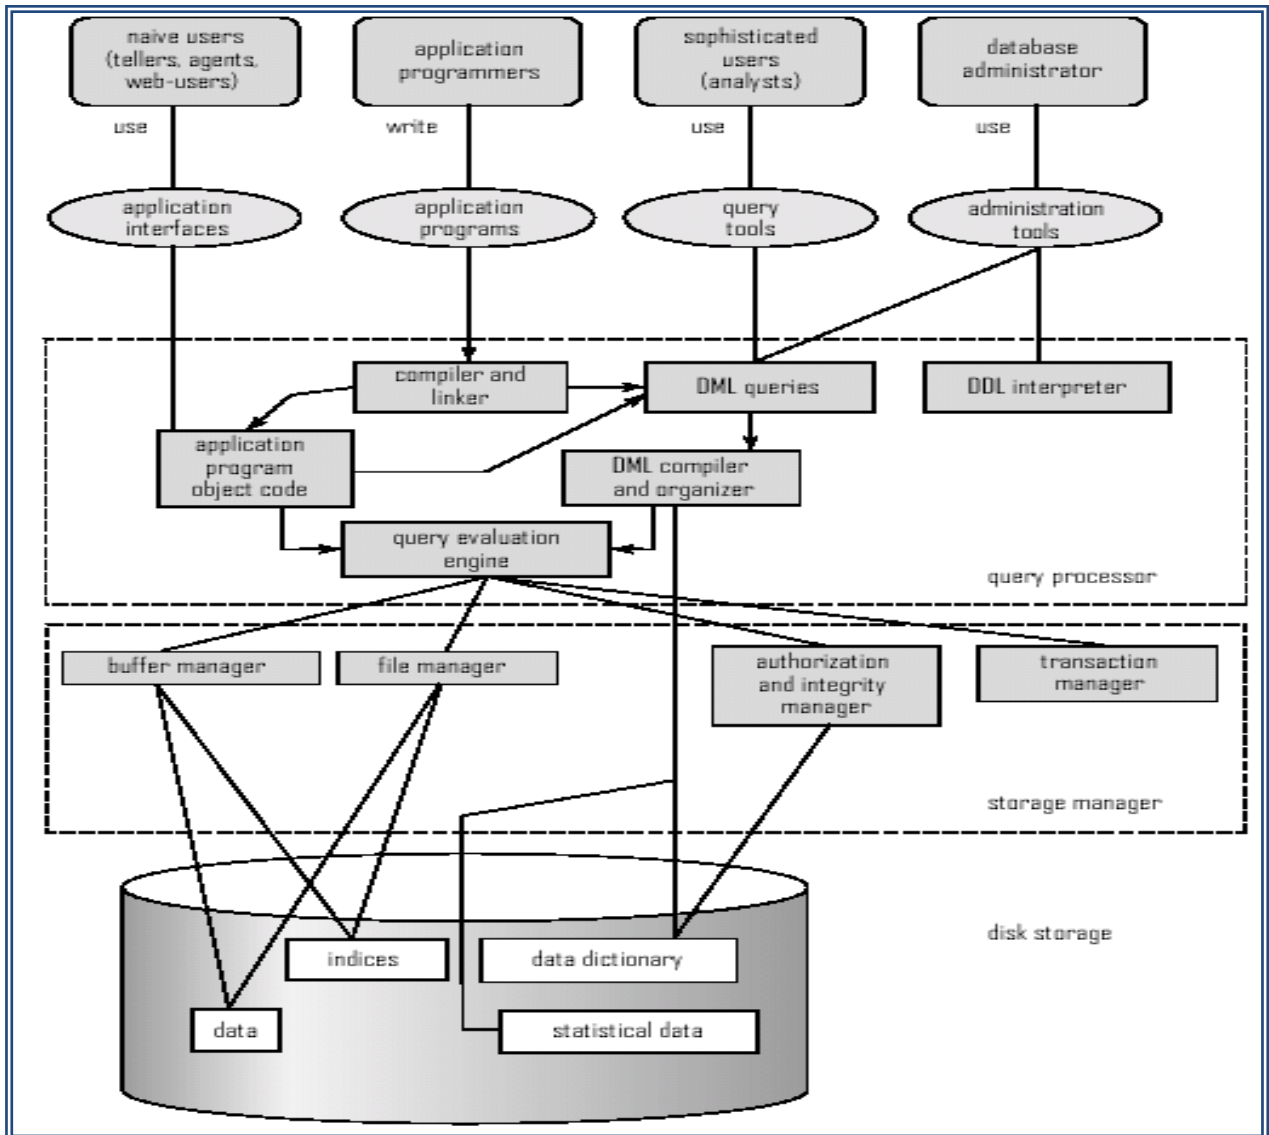 naive users
(tellers, agents,
web-users)
application
programmers
sophisticated
users
(analysts)
database
administrator
use
write
use
use
application
interfaces
application
programs
query
tools
administration
tools
compiler and
linker
DML queries
DDL interpreter
application
program
object code
DML compiler
and organizer
query evaluation
engine
query processor
buffer manager
file manager
authorization
and integrity
manager
transaction
manager
storage manager
disk storage
indices
data dictionary
data
statistical data